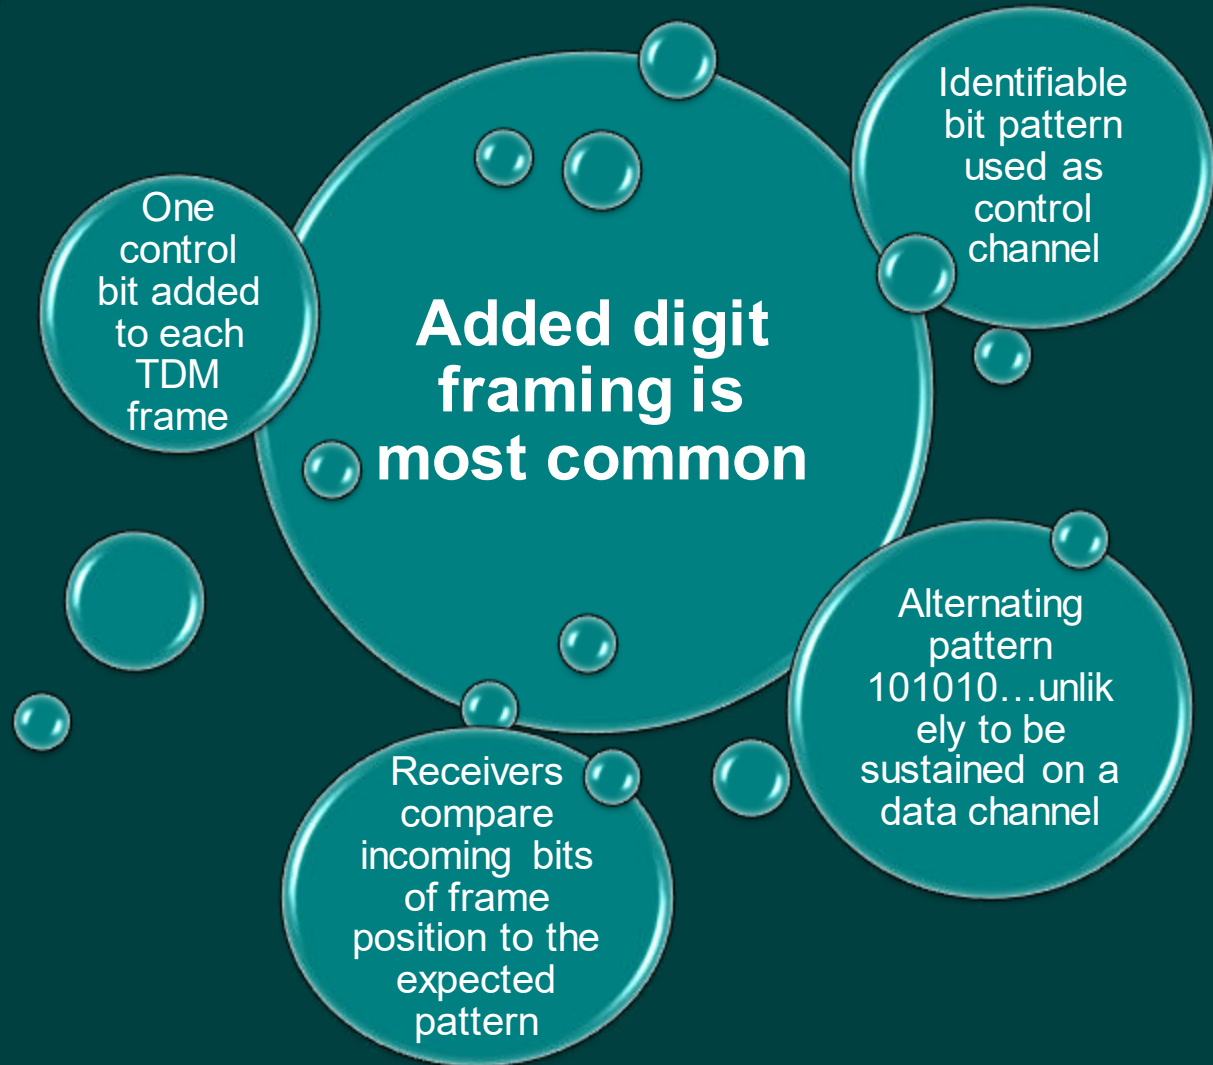 Added digit
framing is
most common
One
control
bit added
to each
TDM
frame
Identifiable
bit pattern
used as
control
channel
Alternating
pattern
101010…unlik
ely to be
sustained on a
data channel
Receivers
compare
incoming bits
of frame
position to the
expected
pattern